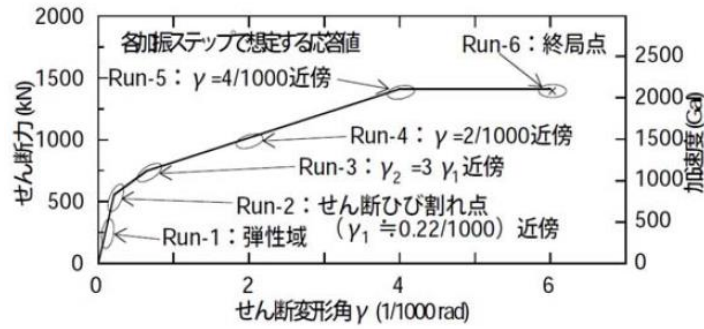 2000
1500
1000
500
0
せん断力(kN)
各加振ステップで想定する応答値
Run-6:終局点
Run-5:γ=4/1000近傍
Run-4:γ=2/1000近傍
Run-3:γ2=3 γ1近傍
Run-2:せん断ひび割れ点
(γ1≒0.22/1000)近傍
Run-1:弾性域
2500
2000
1500
1000
500
0
加速度(Gal)
0 2 4 6
せん断変形角γ (1/1000rad)